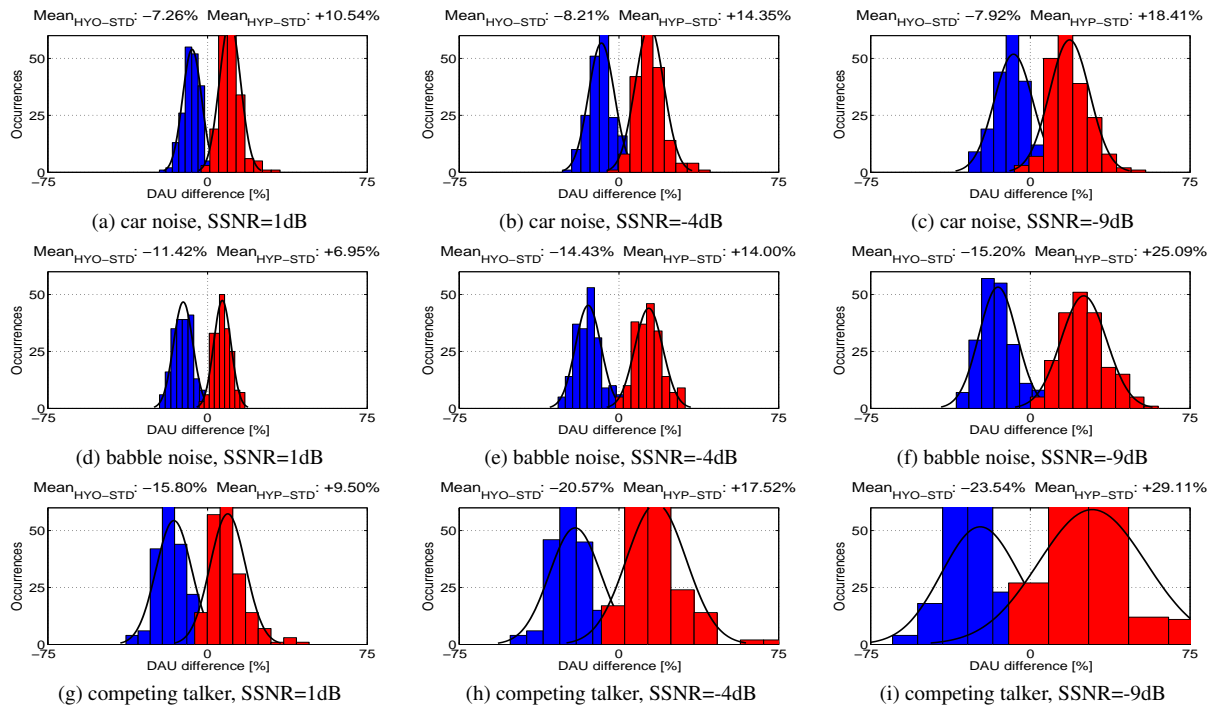 Mean_HYO−STD: −7.26% Mean_HYP−STD: +10.54%
Occurrences
50
25
0
−75 0 75
DAU difference [%]
(a) car noise, SSNR=1dB
Mean_HYO−STD: −8.21% Mean_HYP−STD: +14.35%
Occurrences
50
25
0
−75 0 75
DAU difference [%]
(b) car noise, SSNR=-4dB
Mean_HYO−STD: −7.92% Mean_HYP−STD: +18.41%
Occurrences
50
25
0
−75 0 75
DAU difference [%]
(c) car noise, SSNR=-9dB
Mean_HYO−STD: −11.42% Mean_HYP−STD: +6.95%
Occurrences
50
25
0
−75 0 75
DAU difference [%]
(d) babble noise, SSNR=1dB
Mean_HYO−STD: −14.43% Mean_HYP−STD: +14.00%
Occurrences
50
25
0
−75 0 75
DAU difference [%]
(e) babble noise, SSNR=-4dB
Mean_HYO−STD: −15.20% Mean_HYP−STD: +25.09%
Occurrences
50
25
0
−75 0 75
DAU difference [%]
(f) babble noise, SSNR=-9dB
Mean_HYO−STD: −15.80% Mean_HYP−STD: +9.50%
Occurrences
50
25
0
−75 0 75
DAU difference [%]
(g) competing talker, SSNR=1dB
Mean_HYO−STD: −20.57% Mean_HYP−STD: +17.52%
Occurrences
50
25
0
−75 0 75
DAU difference [%]
(h) competing talker, SSNR=-4dB
Mean_HYO−STD: −23.54% Mean_HYP−STD: +29.11%
Occurrences
50
25
0
−75 0 75
DAU difference [%]
(i) competing talker, SSNR=-9dB